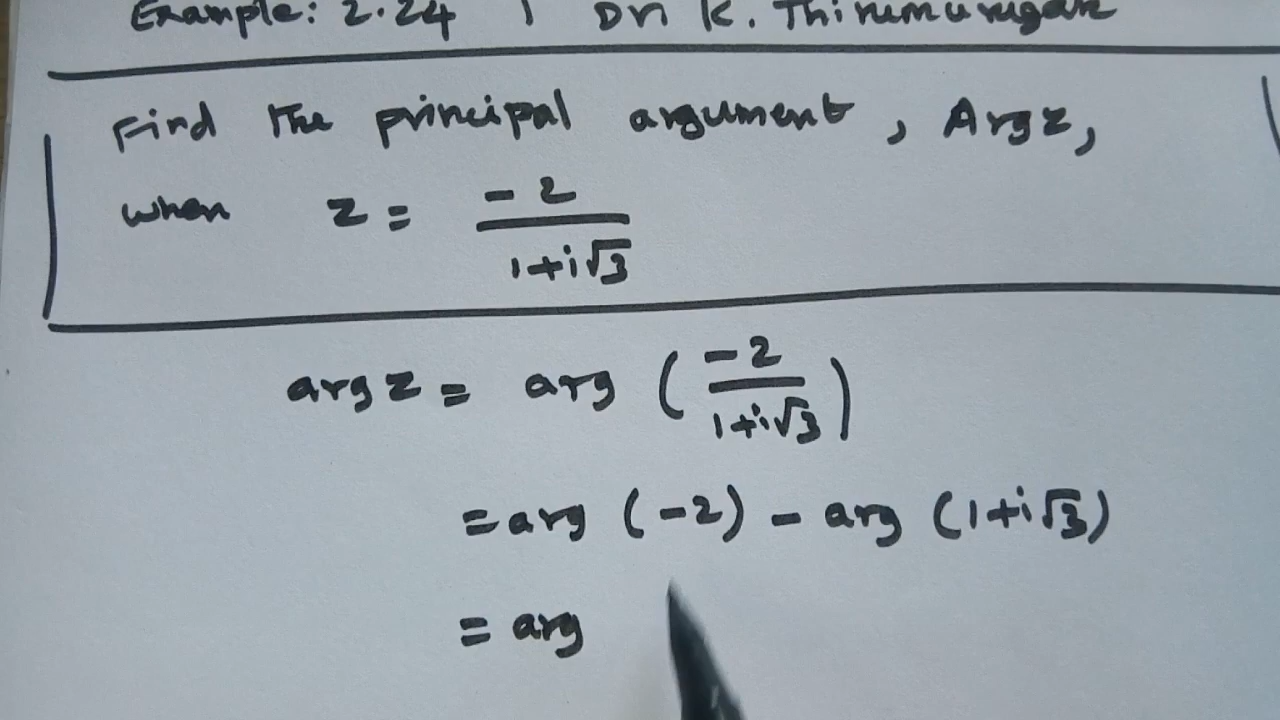 Example: 2.24 | Dr K. Thirumurugan
Find the principal argument, Arg z,
when z = -2 / 1+i√3
arg z = arg (-2 / 1+i√3)
= arg (-2) - arg (1+i√3)
= arg